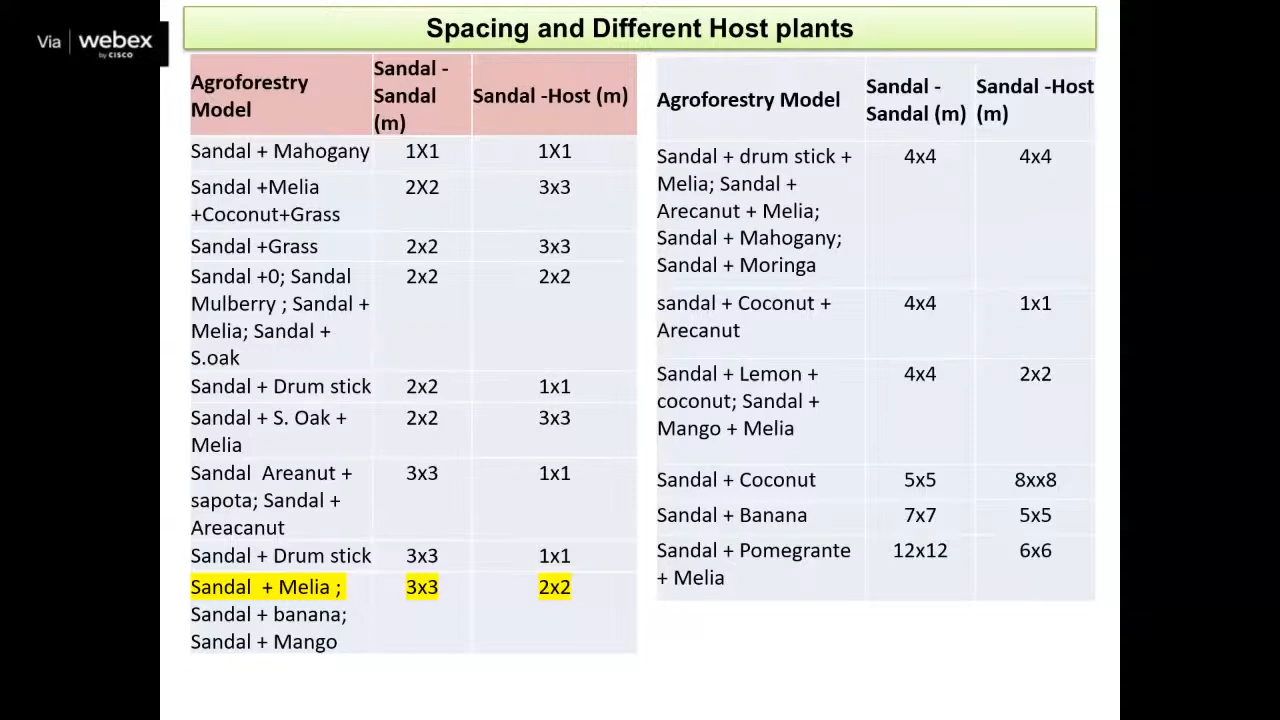 Via webex
by CISCO
Spacing and Different Host plants
Agroforestry
Model
Sandal -
Sandal
(m)
Sandal -Host (m)
Sandal + Mahogany 1X1 1X1
Sandal +Melia 2X2 3x3
+Coconut+Grass
Sandal +Grass 2x2 3x3
Sandal +0; Sandal 2x2 2x2
Mulberry ; Sandal +
Melia; Sandal +
S.oak
Sandal + Drum stick 2x2 1x1
Sandal + S. Oak + 2x2 3x3
Melia
Sandal Areanut + 3x3 1x1
sapota; Sandal +
Areacanut
Sandal + Drum stick 3x3 1x1
Sandal + Melia ; 3x3 2x2
Sandal + banana;
Sandal + Mango
Agroforestry Model
Sandal -
Sandal (m)
Sandal -Host
(m)
Sandal + drum stick + 4x4 4x4
Melia; Sandal +
Arecanut + Melia;
Sandal + Mahogany;
Sandal + Moringa
sandal + Coconut + 4x4 1x1
Arecanut
Sandal + Lemon + 4x4 2x2
coconut; Sandal +
Mango + Melia
Sandal + Coconut 5x5 8xx8
Sandal + Banana 7x7 5x5
Sandal + Pomegrante 12x12 6x6
+ Melia